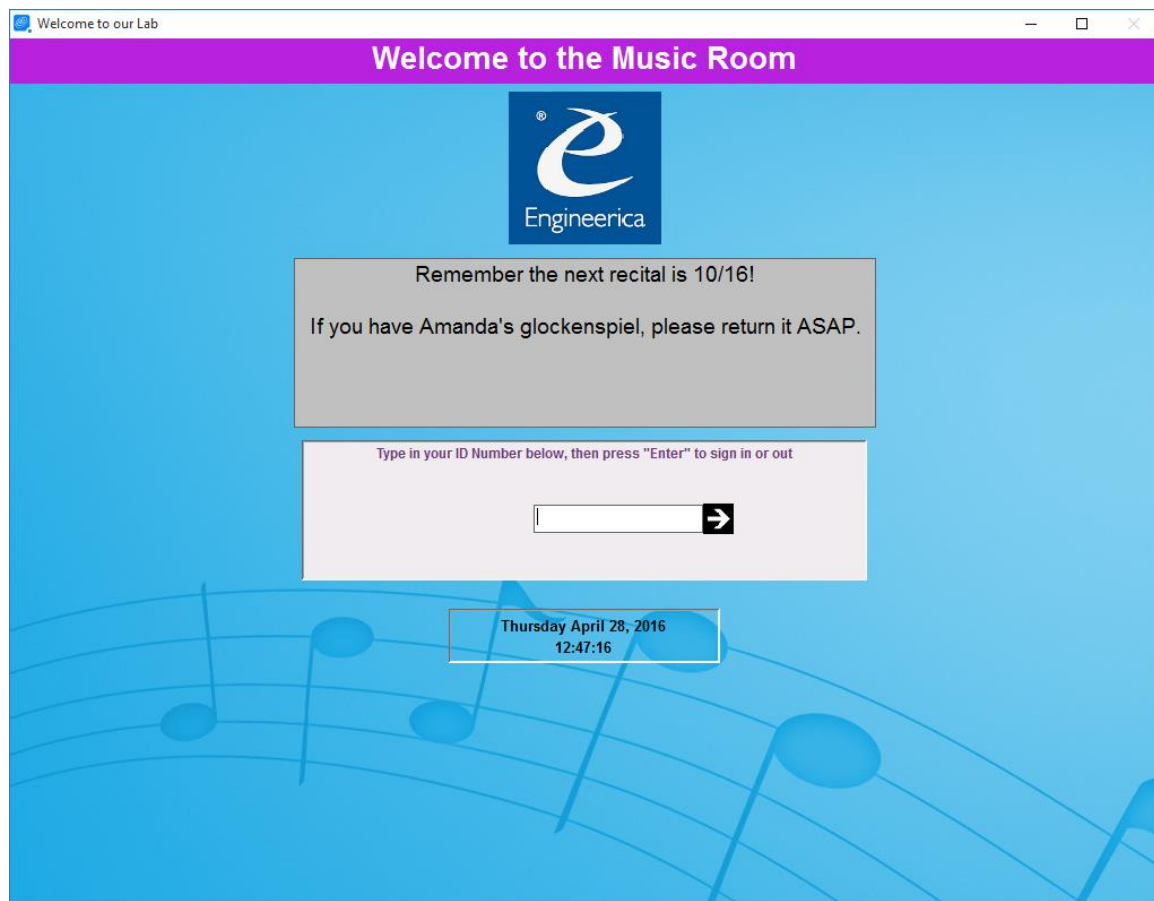 Welcome to our Lab
Welcome to the Music Room
®
e
Engineerica
Remember the next recital is 10/16!
If you have Amanda's glockenspiel, please return it ASAP.
Type in your ID Number below, then press "Enter" to sign in or out
Thursday April 28, 2016
12:47:16